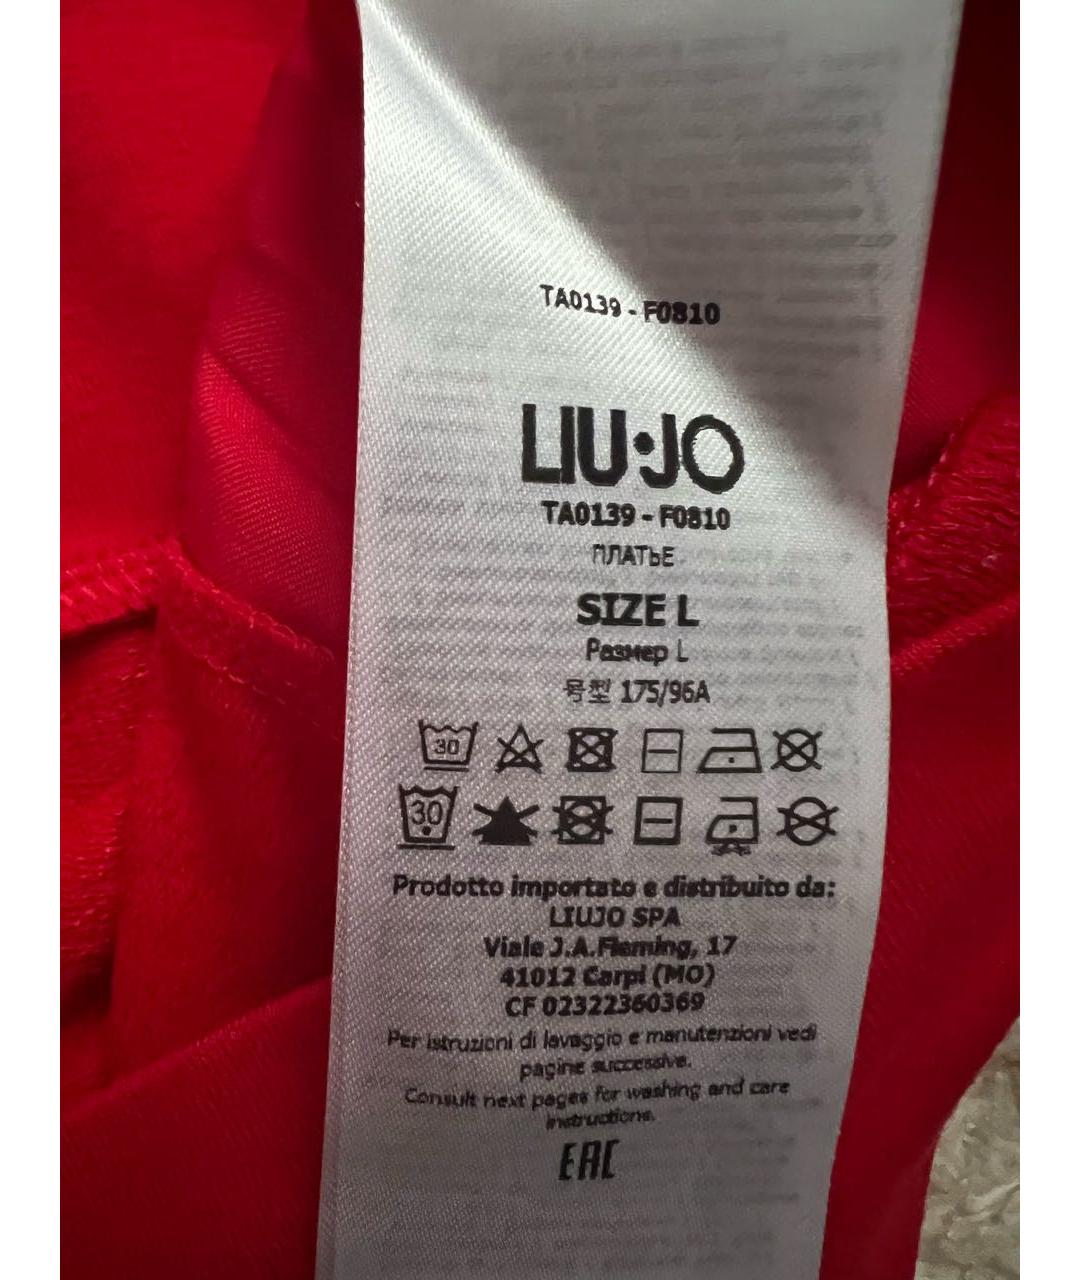 TA0139 - F0810
LIU·JO
TA0139 - F0810
ПЛАТЬЕ
SIZE L
Размер L
号型 175/96A
30
30
Prodotto importato e distribuito da:
LIUJO SPA
Viale J.A.Fleming, 17
41012 Carpi (MO)
CF 02322360369
Per istruzioni di lavaggio e manutenzioni vedi
pagine successive.
Consult next pages for washing and care
instructions.
EAC